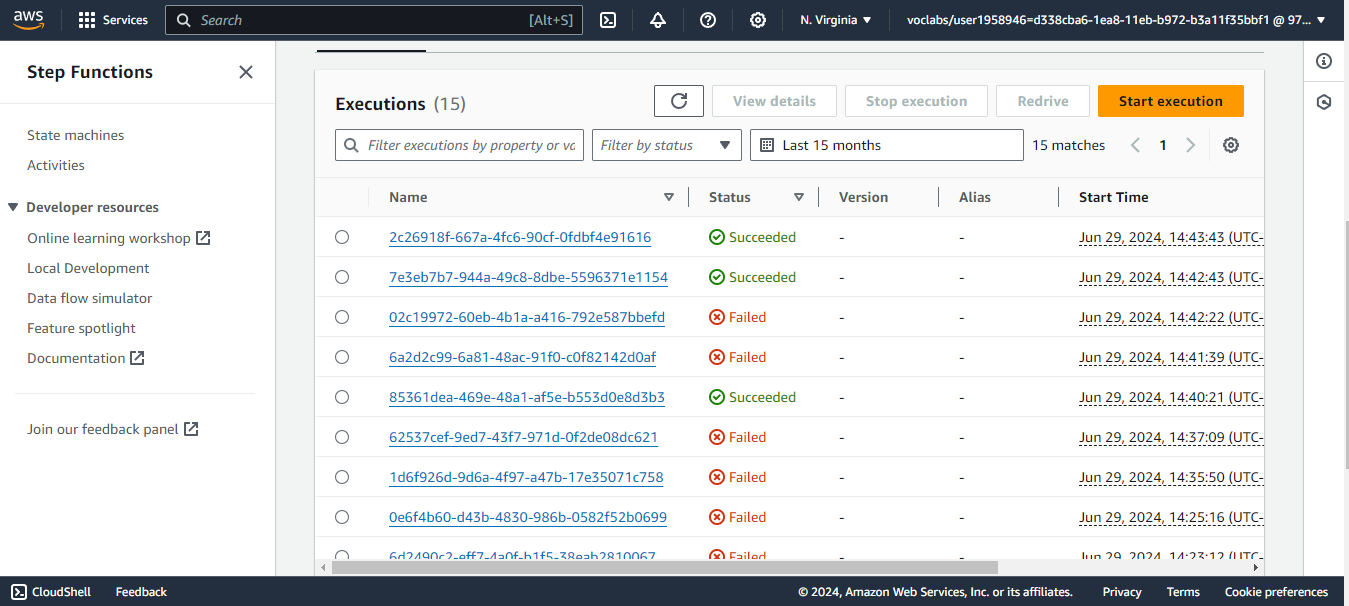 aws
Services
Search [Alt+S]
N. Virginia
voclabs/user1958946=d338cba6-1ea8-11eb-b972-b3a11f35bbf1 @ 97...
Step Functions
State machines
Activities
Developer resources
Online learning workshop
Local Development
Data flow simulator
Feature spotlight
Documentation
Join our feedback panel
Executions (15)
View details
Stop execution
Redrive
Start execution
Filter executions by property or va
Filter by status
Last 15 months
15 matches
1
Name Status Version Alias Start Time
2c26918f-667a-4fc6-90cf-0fdbf4e91616 Succeeded - - Jun 29, 2024, 14:43:43 (UTC-
7e3eb7b7-944a-49c8-8dbe-5596371e1154 Succeeded - - Jun 29, 2024, 14:42:43 (UTC-
02c19972-60eb-4b1a-a416-792e587bbefd Failed - - Jun 29, 2024, 14:42:22 (UTC-
6a2d2c99-6a81-48ac-91f0-c0f82142d0af Failed - - Jun 29, 2024, 14:41:39 (UTC-
85361dea-469e-48a1-af5e-b553d0e8d3b3 Succeeded - - Jun 29, 2024, 14:40:21 (UTC-
62537cef-9ed7-43f7-971d-0f2de08dc621 Failed - - Jun 29, 2024, 14:37:09 (UTC-
1d6f926d-9d6a-4f97-a47b-17e35071c758 Failed - - Jun 29, 2024, 14:35:50 (UTC-
0e6f4b60-d43b-4830-986b-0582f52b0699 Failed - - Jun 29, 2024, 14:25:16 (UTC-
6d2490c2-eff7-4a0f-b1f5-38eab2810067 Failed - - Jun 29, 2024, 14:23:12 (UTC-
CloudShell
Feedback
© 2024, Amazon Web Services, Inc. or its affiliates.
Privacy
Terms
Cookie preferences